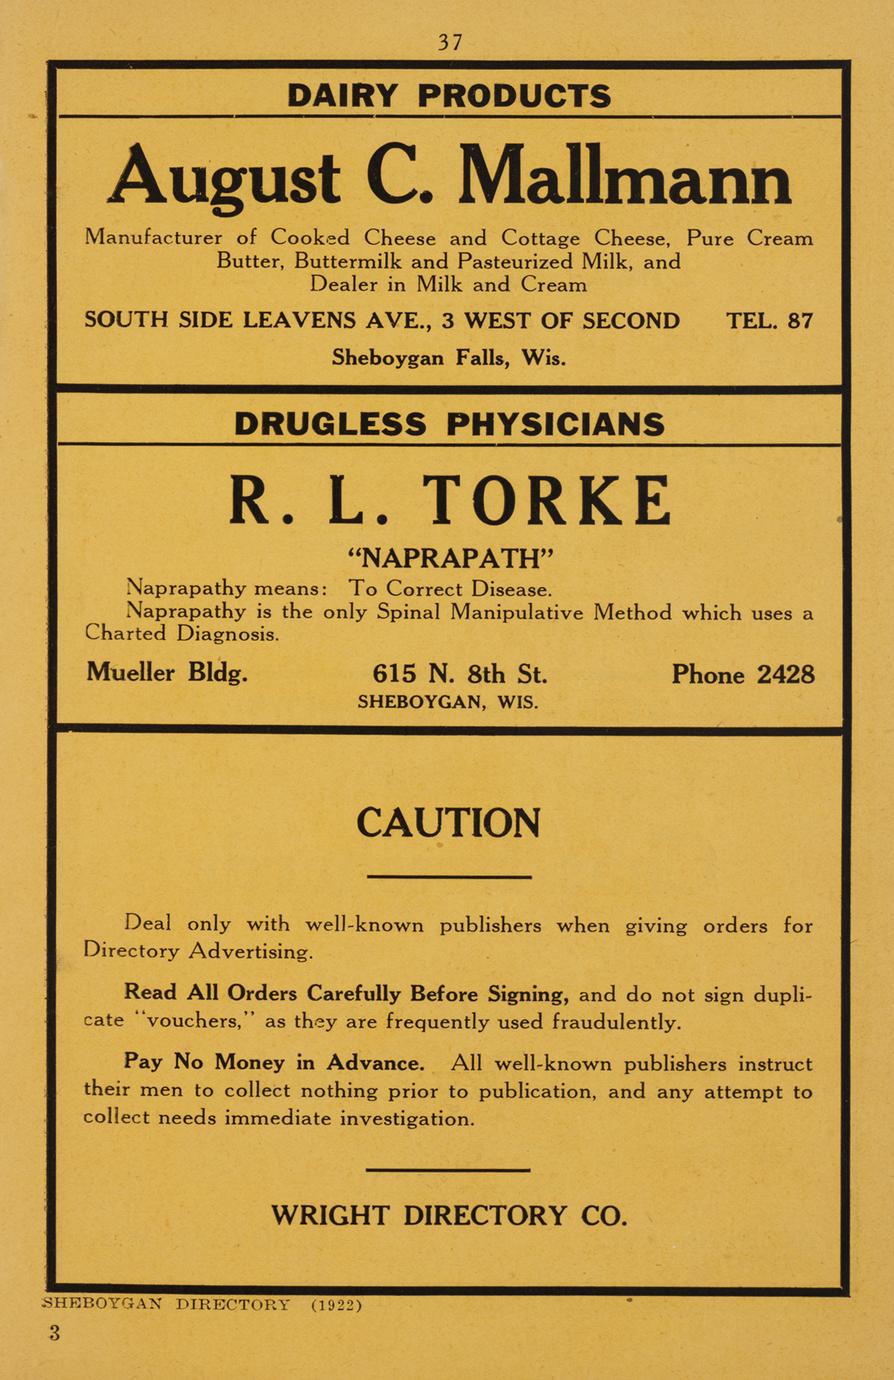 37
DAIRY PRODUCTS
August C. Mallmann
Manufacturer of Cooked Cheese and Cottage Cheese, Pure Cream
Butter, Buttermilk and Pasteurized Milk, and
Dealer in Milk and Cream
SOUTH SIDE LEAVENS AVE., 3 WEST OF SECOND TEL. 87
Sheboygan Falls, Wis.
DRUGLESS PHYSICIANS
R. L. TORKE
“NAPRAPATH”
Naprapathy means: To Correct Disease.
Naprapathy is the only Spinal Manipulative Method which uses a
Charted Diagnosis.
Mueller Bldg. 615 N. 8th St. Phone 2428
SHEBOYGAN, WIS.
CAUTION
Deal only with well-known publishers when giving orders for
Directory Advertising.
Read All Orders Carefully Before Signing, and do not sign dupli-
cate “vouchers,” as they are frequently used fraudulently.
Pay No Money in Advance. All well-known publishers instruct
their men to collect nothing prior to publication, and any attempt to
collect needs immediate investigation.
WRIGHT DIRECTORY CO.
SHEBOYGAN DIRECTORY (1922)
3